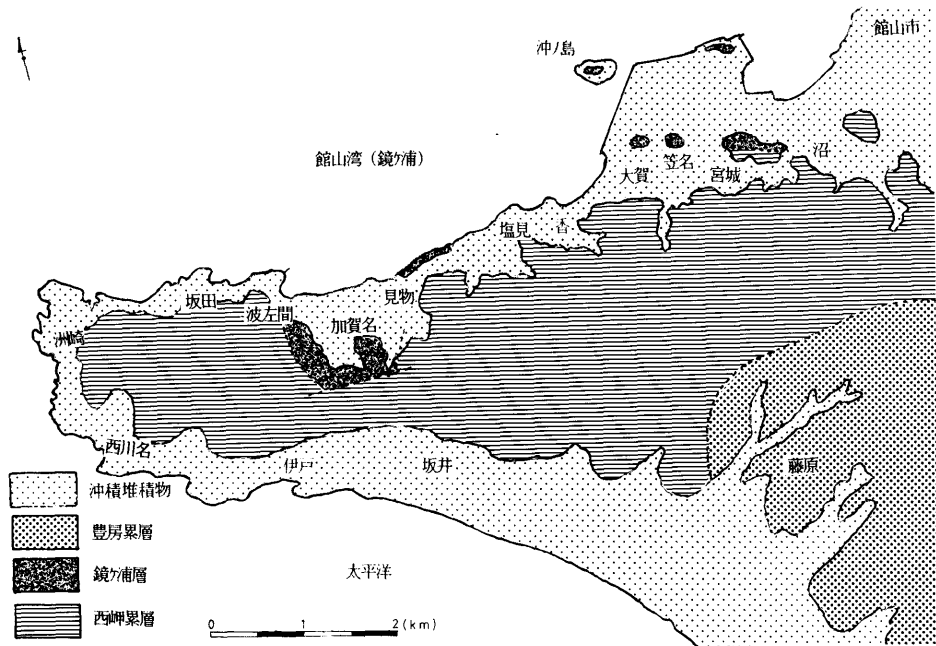 館山市
沖ノ島
館山湾(鏡ケ浦)
大賀
笠名
宮城
沼
塩見
香
見物
坂田
波左間
加賀名
洲崎
西川名
伊戸
坂井
藤原
沖積堆積物
豊房累層
鏡ケ浦層
西岬累層
太平洋
0 1 2 (km)